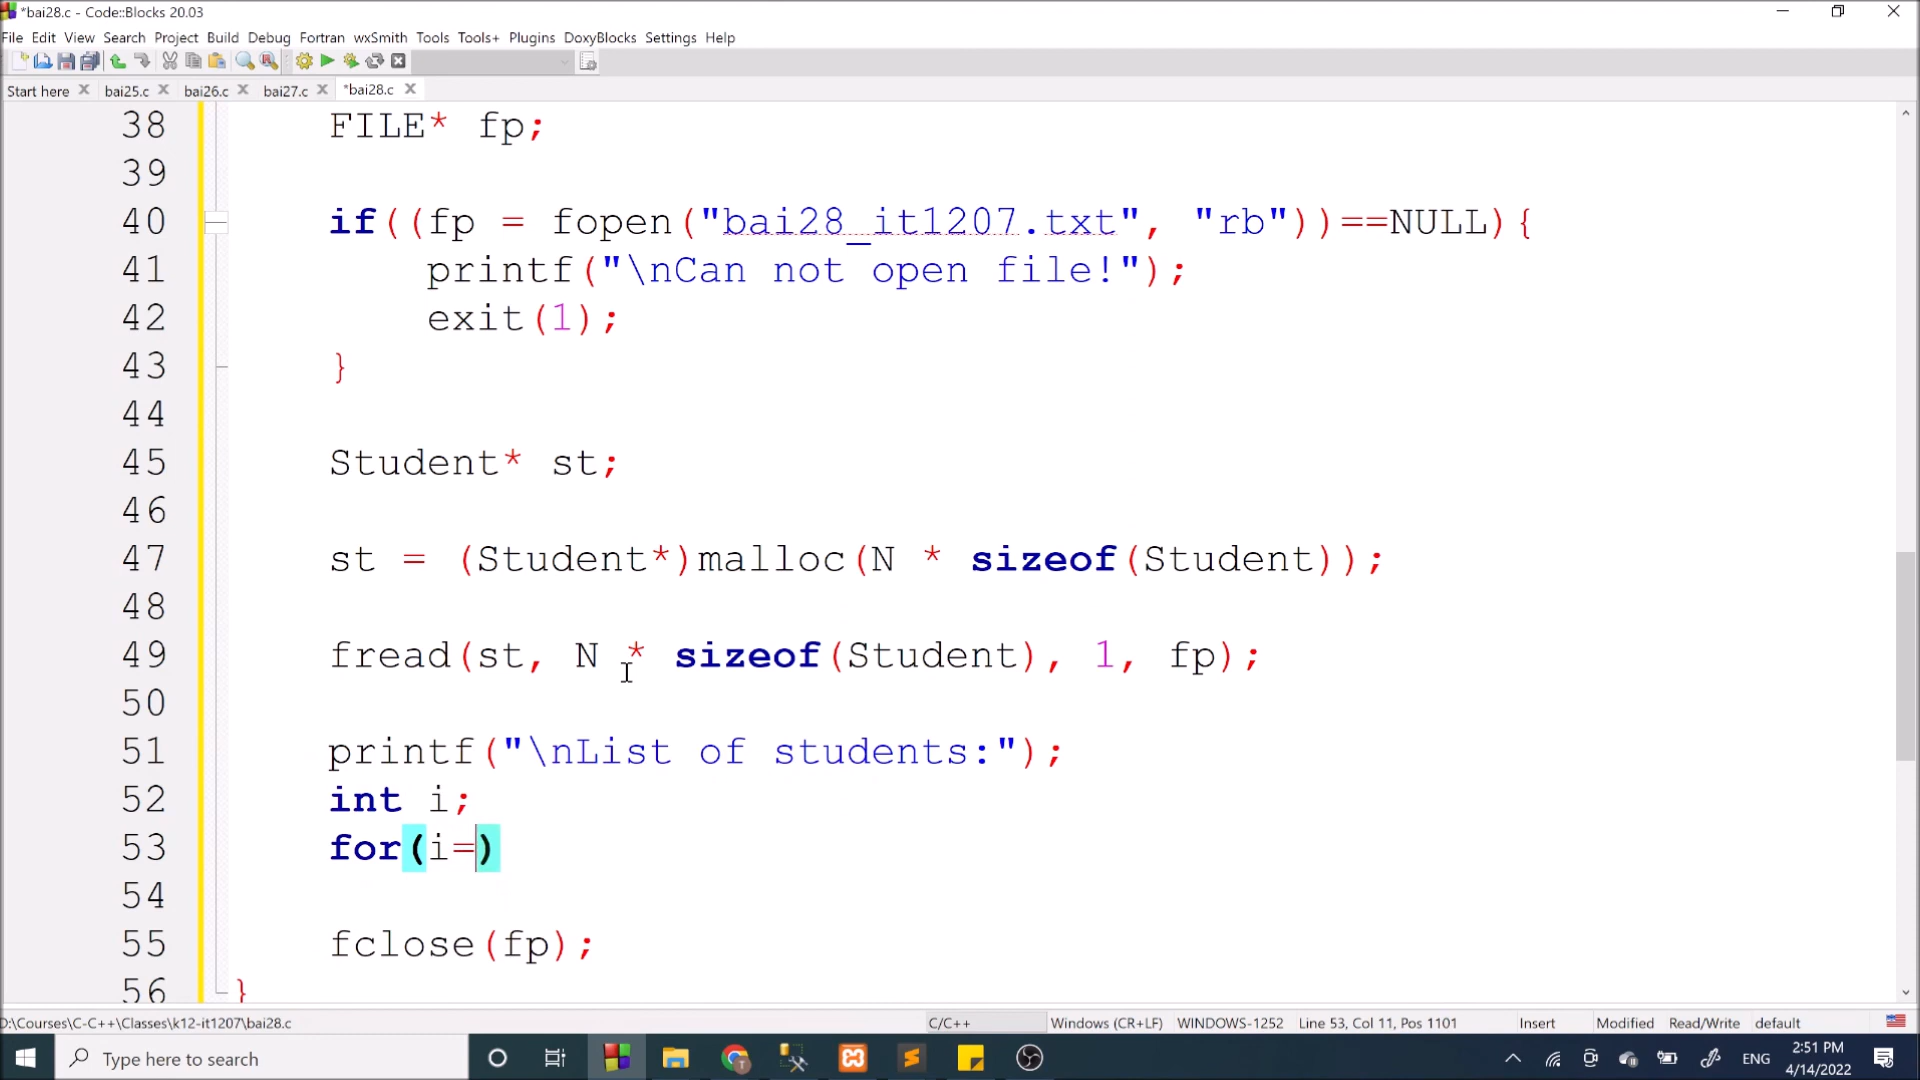 *bai28.c - Code::Blocks 20.03
File Edit View Search Project Build Debug Fortran wxSmith Tools Tools+ Plugins DoxyBlocks Settings Help
Start here bai25.c bai26.c bai27.c *bai28.c
38 FILE* fp;
39
40 if((fp = fopen("bai28_it1207.txt", "rb"))==NULL){
41 printf("\nCan not open file!");
42 exit(1);
43 }
44
45 Student* st;
46
47 st = (Student*)malloc(N * sizeof(Student));
48
49 fread(st, N * sizeof(Student), 1, fp);
50
51 printf("\nList of students:");
52 int i;
53 for(i=)
54
55 fclose(fp);
56 }
D:\Courses\C-C++\Classes\k12-it1207\bai28.c C/C++ Windows (CR+LF) WINDOWS-1252 Line 53, Col 11, Pos 1101 Insert Modified Read/Write default
Type here to search ENG 2:51 PM
4/14/2022